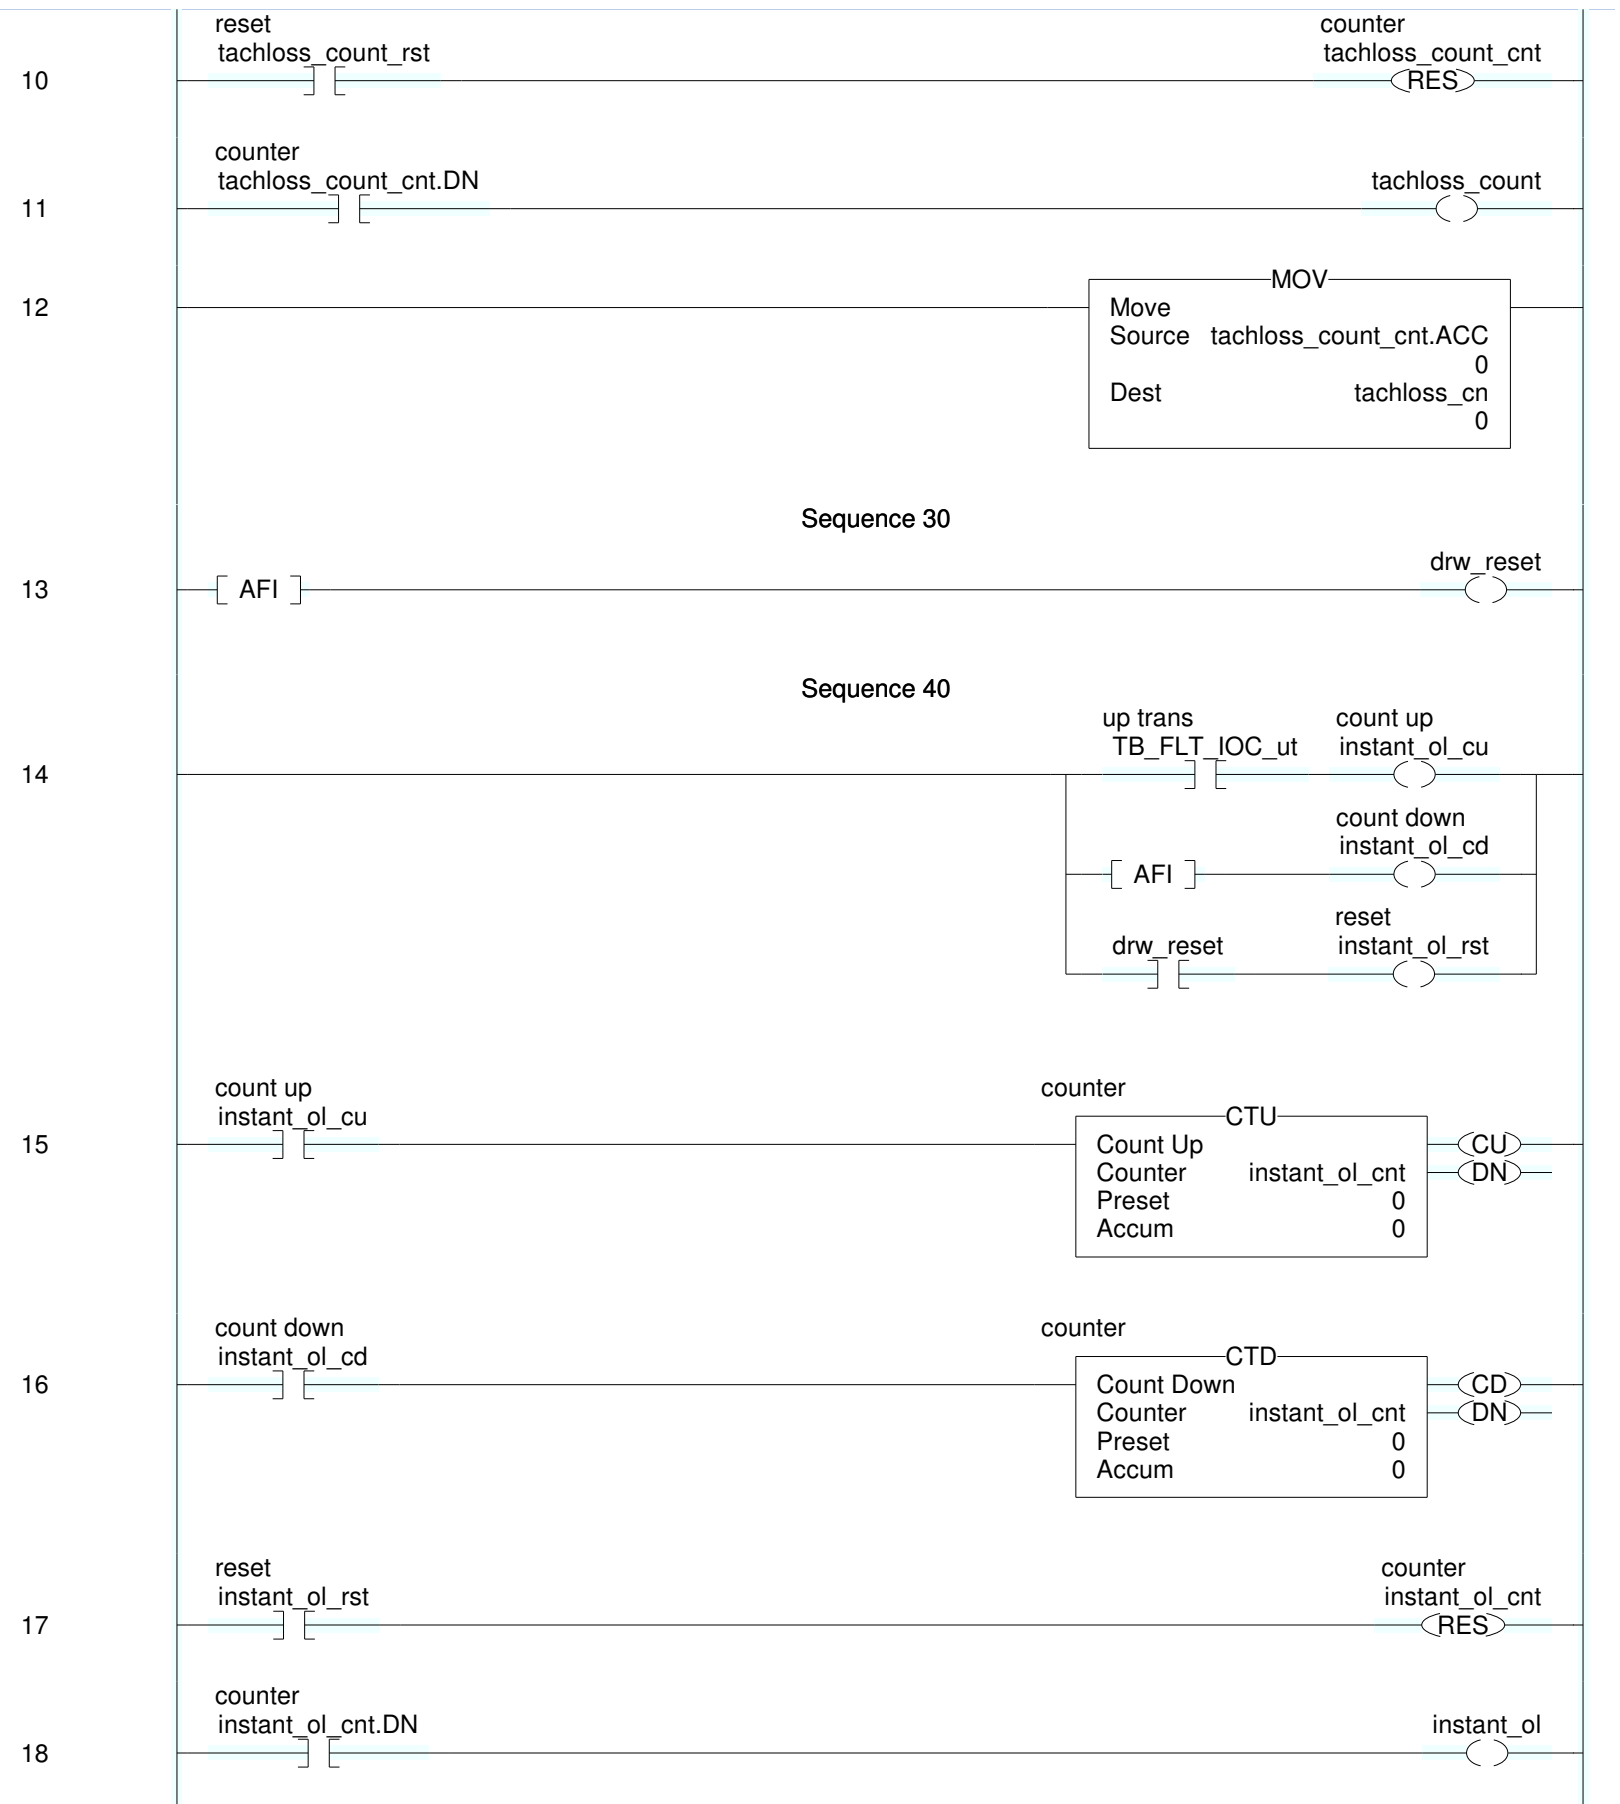 reset
counter
tachloss_count_rst
tachloss_count_cnt
10
RES
counter
tachloss_count_cnt.DN
tachloss_count
11
MOV
12
Move
Source tachloss_count_cnt.ACC
0
Dest tachloss_cn
0
Sequence 30
drw_reset
13
AFI
Sequence 40
up trans
count up
TB_FLT_IOC_ut
instant_ol_cu
14
count down
instant_ol_cd
AFI
reset
drw_reset
instant_ol_rst
count up
counter
instant_ol_cu
CTU
15
Count Up
CU
Counter instant_ol_cnt
DN
Preset 0
Accum 0
count down
counter
instant_ol_cd
CTD
16
Count Down
CD
Counter instant_ol_cnt
DN
Preset 0
Accum 0
reset
counter
instant_ol_rst
instant_ol_cnt
17
RES
counter
instant_ol_cnt.DN
instant_ol
18